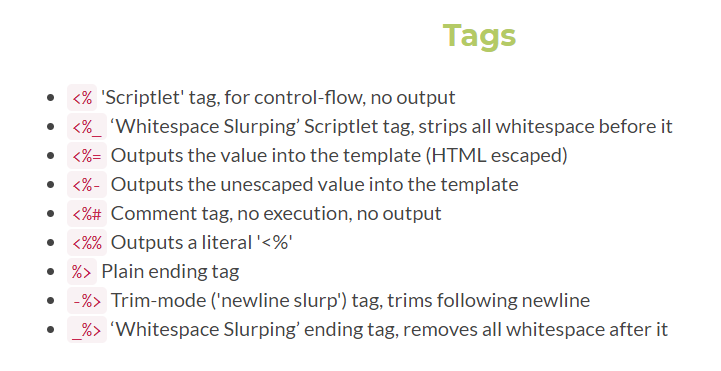 Tags
<% 'Scriptlet' tag, for control-flow, no output
<%_ ‘Whitespace Slurping’ Scriptlet tag, strips all whitespace before it
<%= Outputs the value into the template (HTML escaped)
<%- Outputs the unescaped value into the template
<%# Comment tag, no execution, no output
<%% Outputs a literal '<%'
%> Plain ending tag
-%> Trim-mode ('newline slurp') tag, trims following newline
_%> ‘Whitespace Slurping’ ending tag, removes all whitespace after it